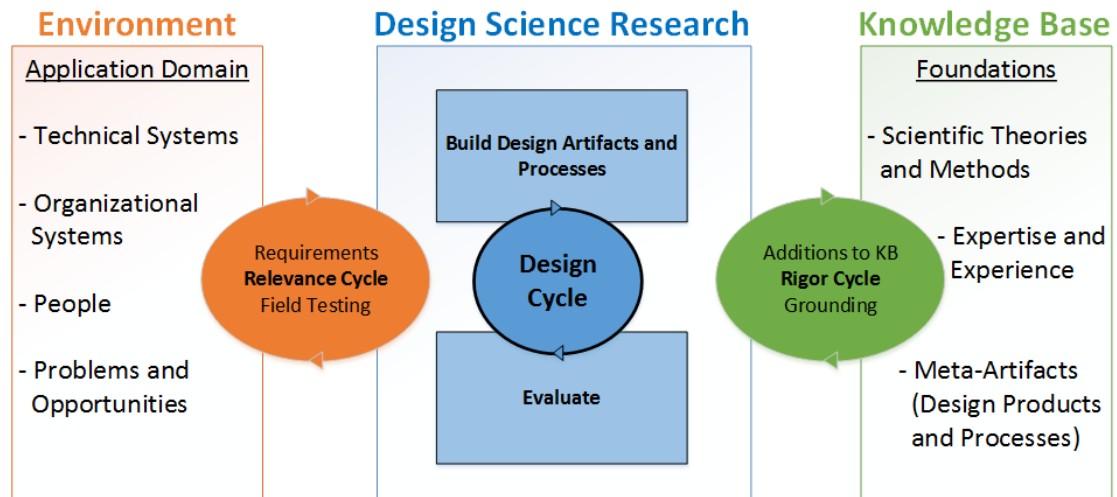 Environment
Design Science Research
Knowledge Base
Application Domain
- Technical Systems
- Organizational
Systems
- People
- Problems and
Opportunities
Requirements
Relevance Cycle
Field Testing
Build Design Artifacts and
Processes
Design
Cycle
Evaluate
Additions to KB
Rigor Cycle
Grounding
Foundations
- Scientific Theories
and Methods
- Expertise and
Experience
- Meta-Artifacts
(Design Products
and Processes)